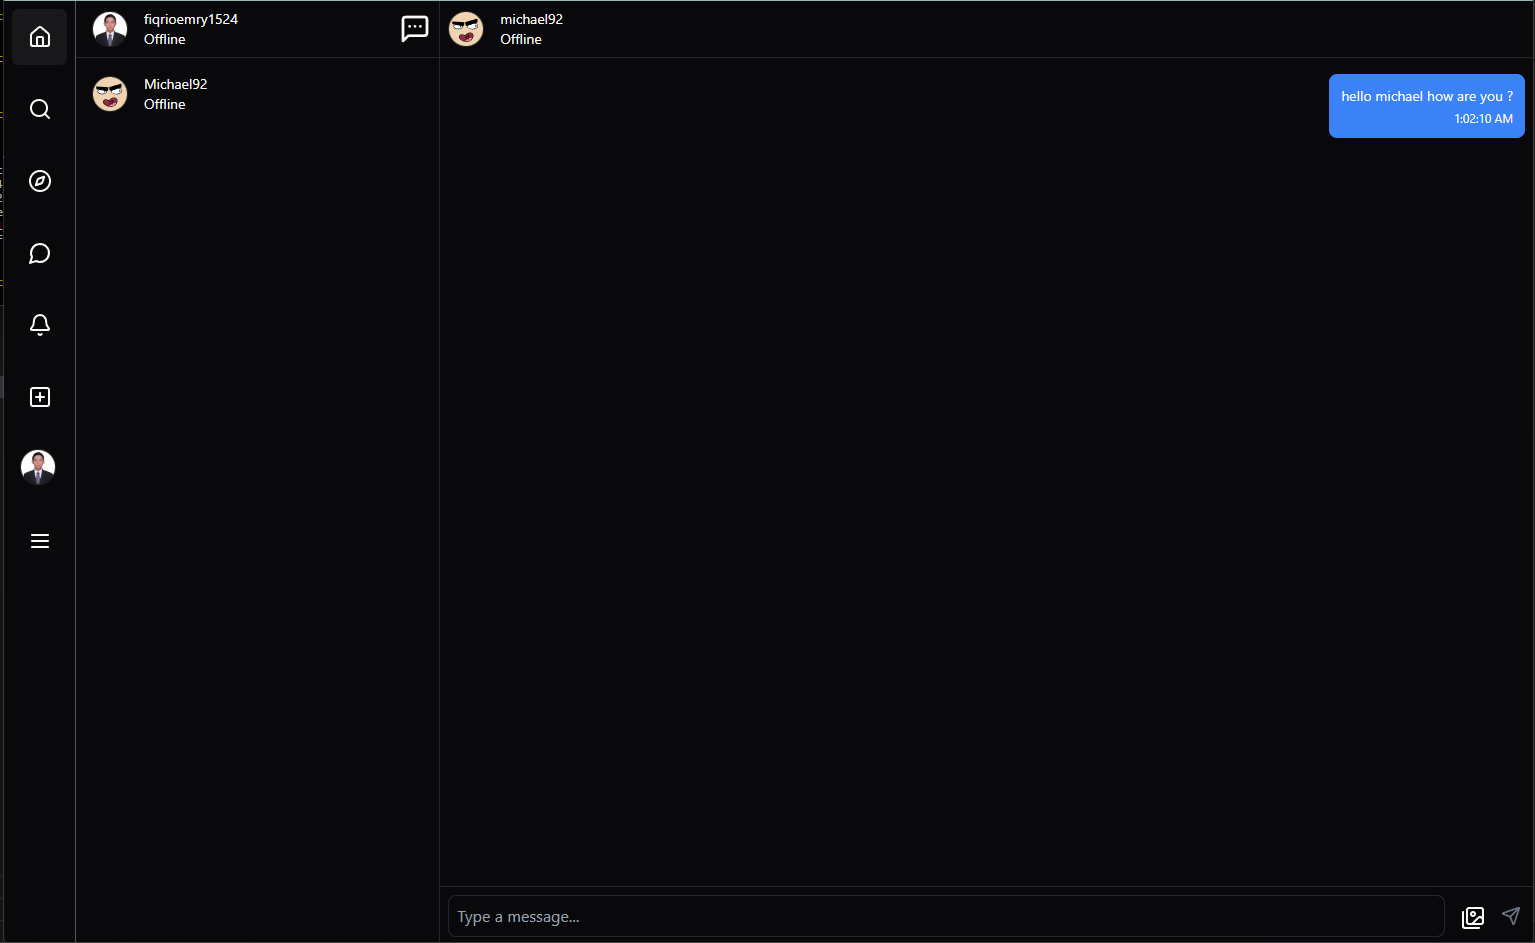 fiqrioemry1524
Offline
Michael92
Offline
michael92
Offline
hello michael how are you ?
1:02:10 AM
Type a message...